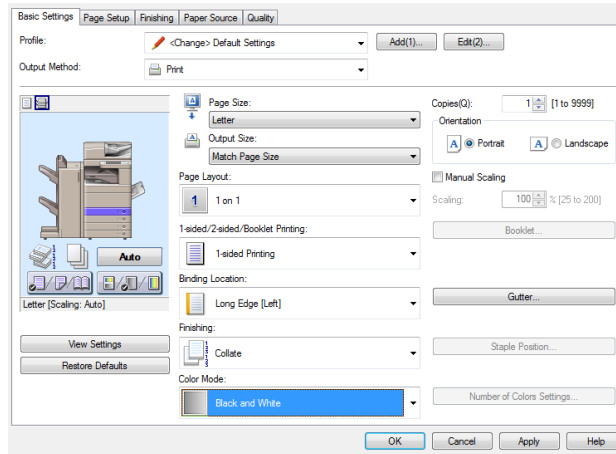 Basic Settings Page Setup Finishing Paper Source Quality
Profile: <Change> Default Settings Add(1)... Edit(2)...
Output Method: Print
Page Size:
Letter
Output Size:
Match Page Size
Copies(Q): 1 [1 to 9999]
Orientation
A Portrait A Landscape
Page Layout:
1 1 on 1
Manual Scaling
Scaling: 100 % [25 to 200]
1-sided/2-sided/Booklet Printing:
1-sided Printing
Booklet...
Auto
Letter [Scaling: Auto]
Binding Location:
Long Edge [Left]
Gutter...
View Settings
Restore Defaults
Finishing:
Collate
Staple Position...
Color Mode:
Black and White
Number of Colors Settings...
OK Cancel Apply Help